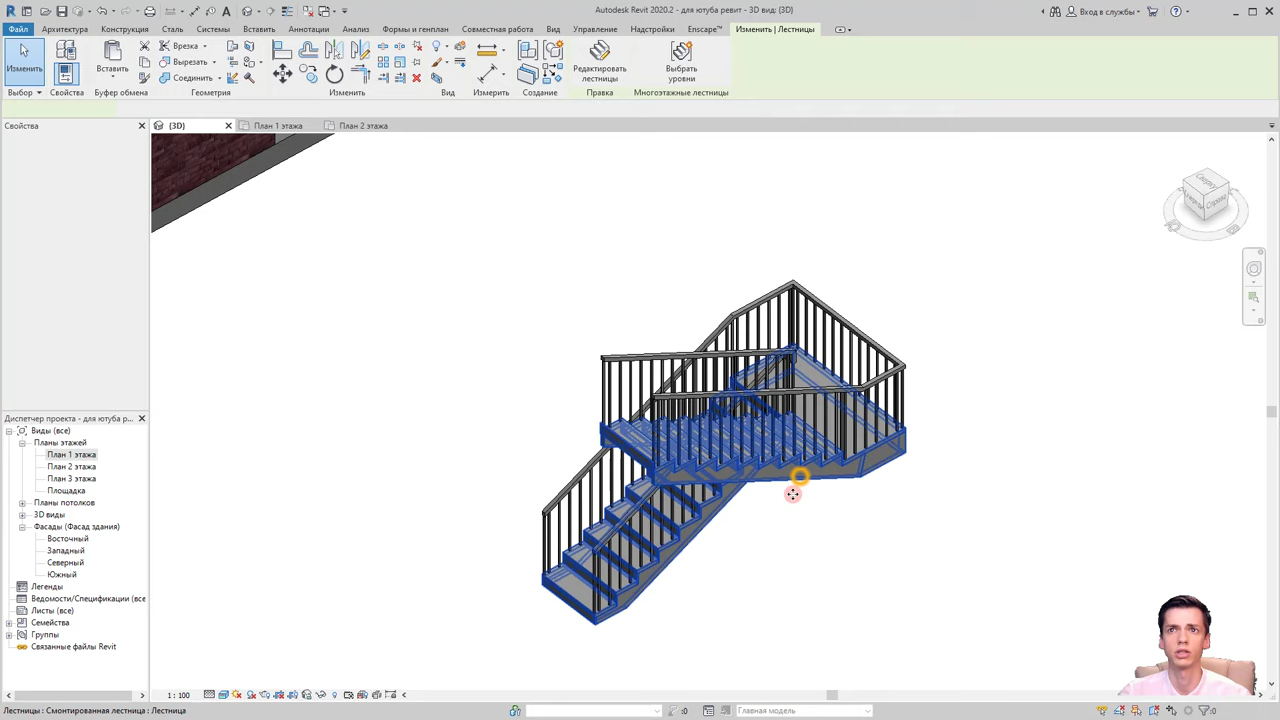 Autodesk Revit 2020.2 - для ютуба ревит - 3D вид: {3D}
Вход в службы
Файл Архитектура Конструкция Сталь Системы Вставить Аннотации Анализ Формы и генплан Совместная работа Вид Управление Надстройки Enscape™ Изменить | Лестницы
Изменить
Вставить
Врезка
Вырезать
Соединить
Редактировать
лестницы
Выбрать
уровни
Выбор Свойства Буфер обмена Геометрия Изменить Вид Измерить Создание Правка Многоэтажные лестницы
Свойства
{3D} План 1 этажа План 2 этажа
Сверху
Справа
Диспетчер проекта - для ютуба р...
Виды (все)
Планы этажей
План 1 этажа
План 2 этажа
План 3 этажа
Площадка
Планы потолков
3D виды
Фасады (Фасад здания)
Восточный
Западный
Северный
Южный
Легенды
Ведомости/Спецификации (все
Листы (все)
Семейства
Группы
Связанные файлы Revit
1 : 100
Лестницы : Смонтированная лестница : Лестница
:0
Главная модель
:0